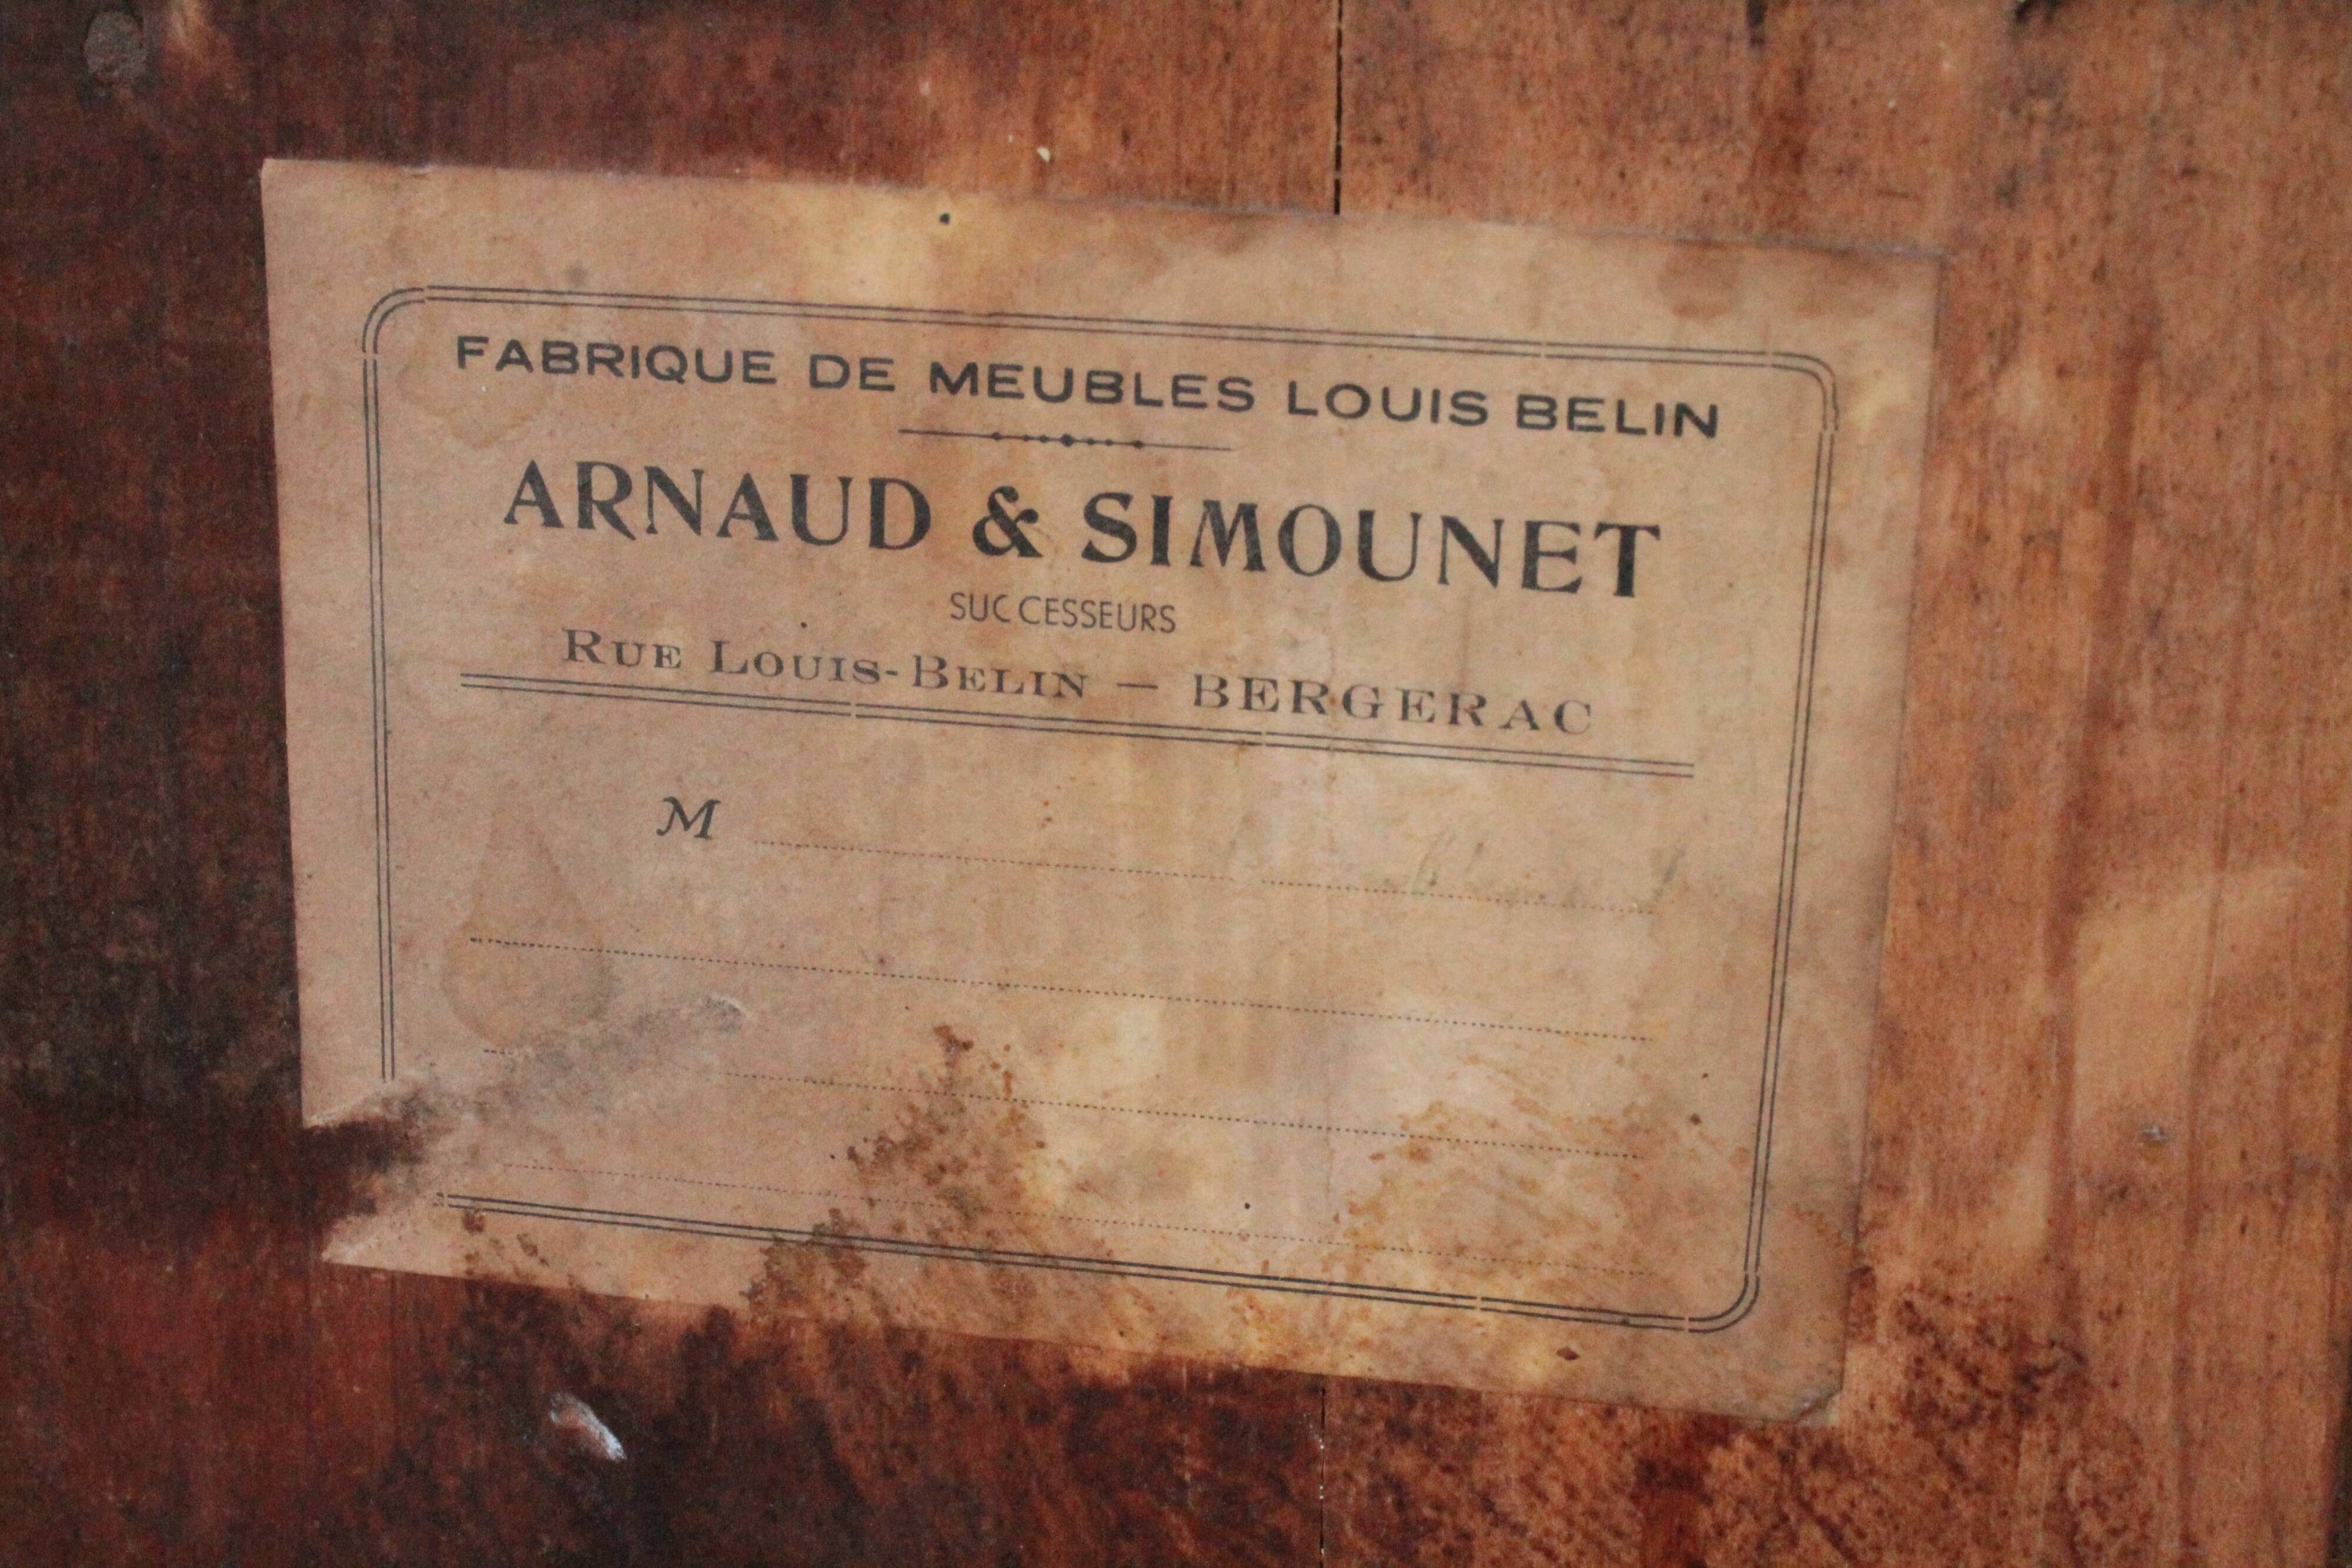 FABRIQUE DE MEUBLES LOUIS BELIN
ARNAUD & SIMOUNET
SUCCESSEURS
RUE LOUIS-BELIN — BERGERAC
M